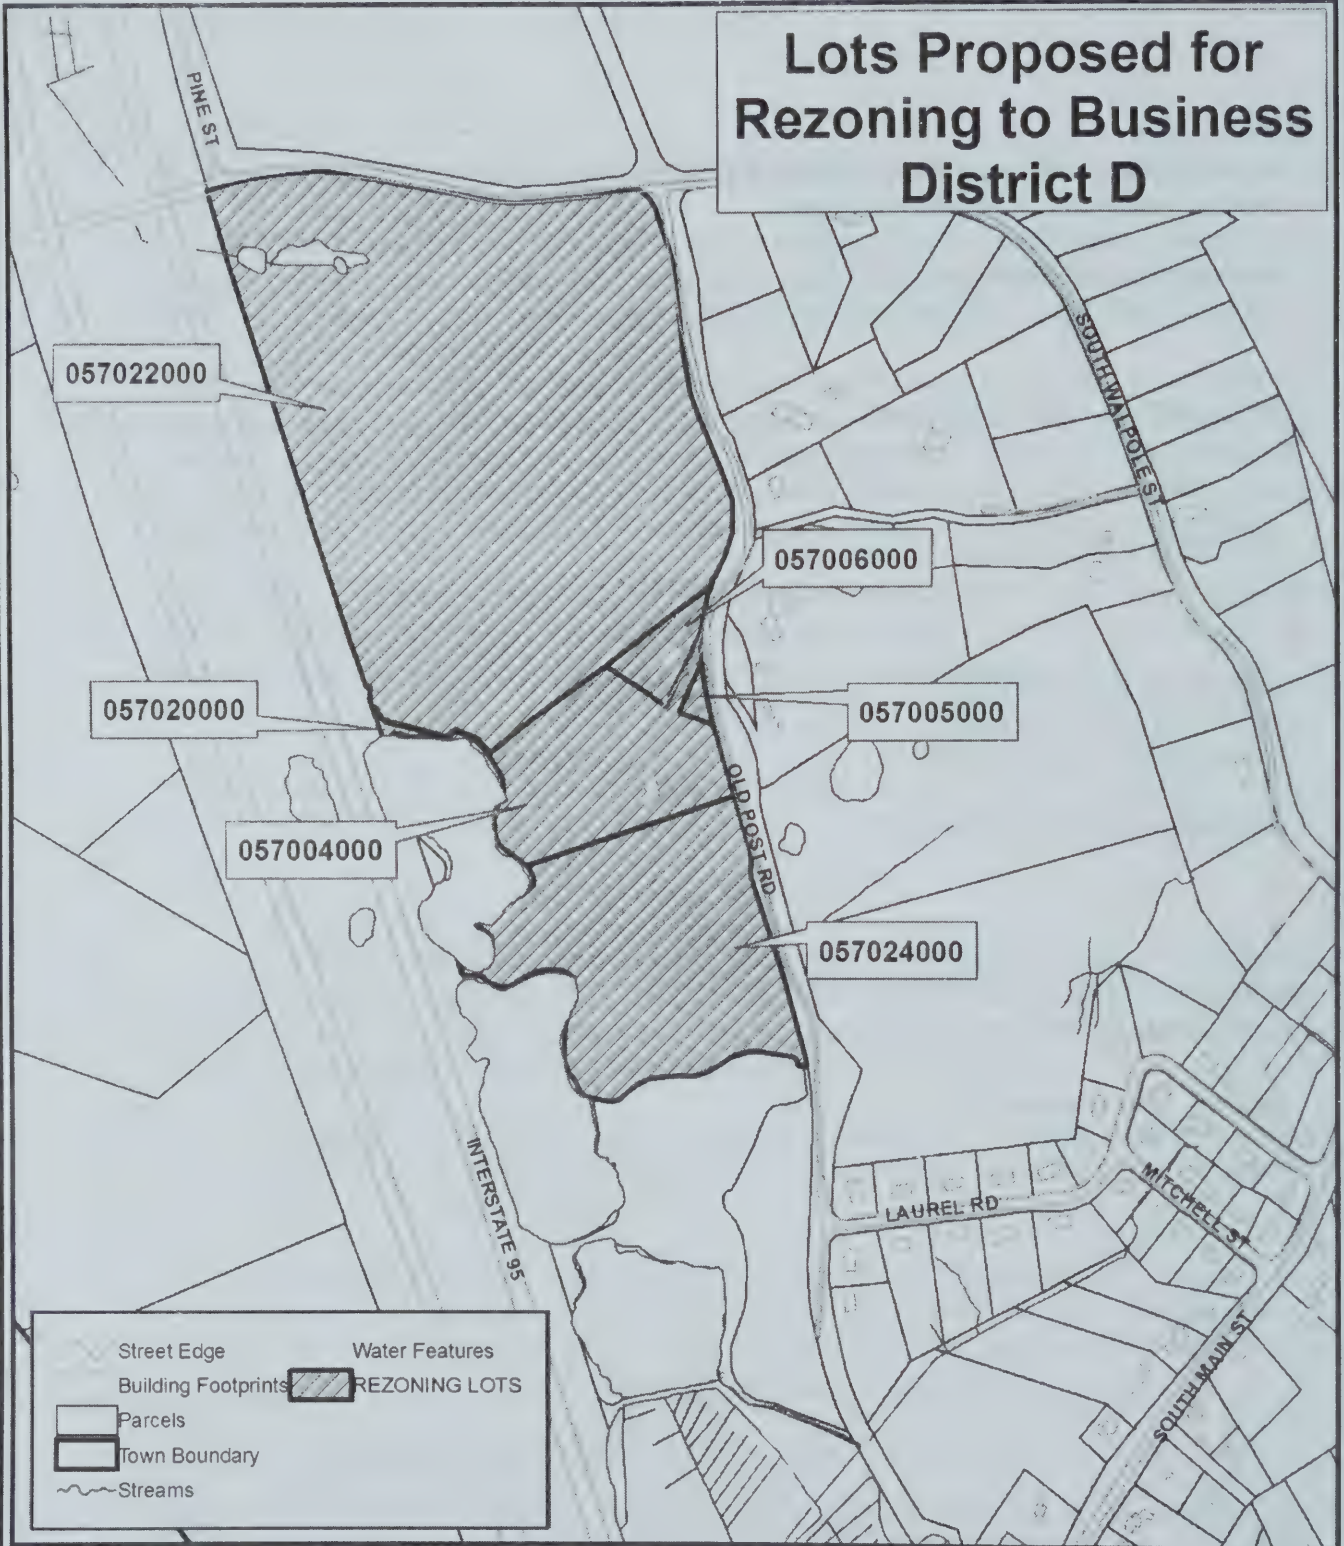 Lots Proposed for
Rezoning to Business
District D
PINE ST
057022000
SOUTH WALPOLE ST
057006000
057020000
057005000
OLD POST RD
057004000
057024000
INTERSTATE 95
LAUREL RD
MITCHELL ST
SOUTH MAIN ST
Street Edge
Water Features
Building Footprints
REZONING LOTS
Parcels
Town Boundary
Streams